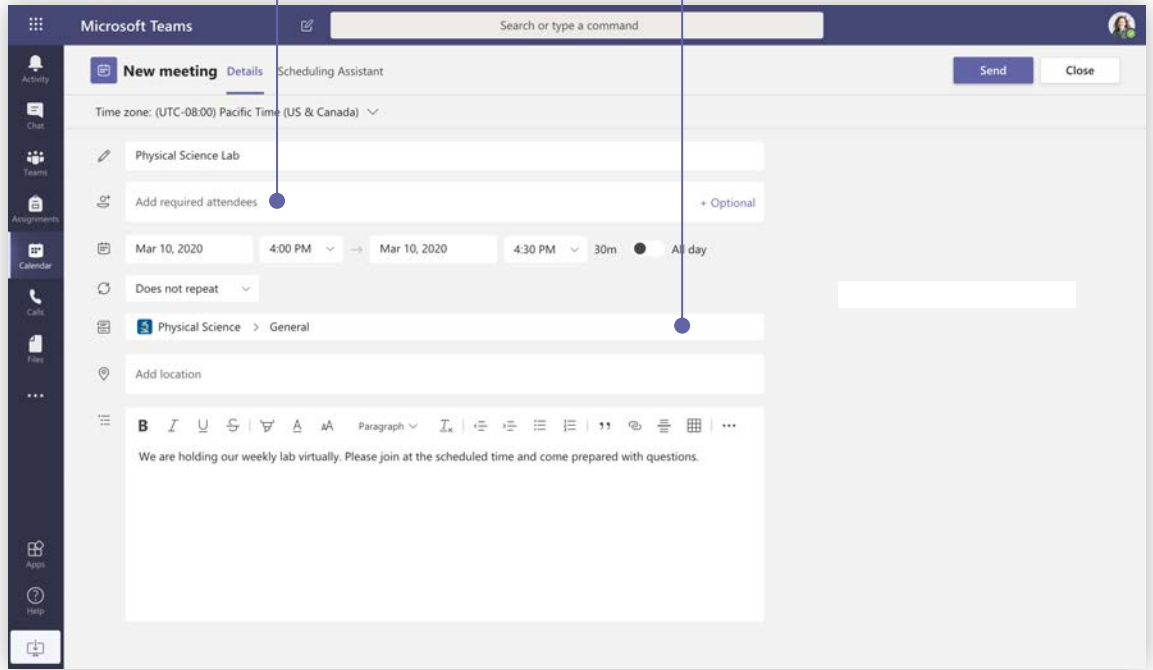 Microsoft Teams
Search or type a command
Activity
Chat
Teams
Assignments
Calendar
Calls
Files
Apps
Help
New meeting Details Scheduling Assistant
Send Close
Time zone: (UTC-08:00) Pacific Time (US & Canada)
Physical Science Lab
Add required attendees + Optional
Mar 10, 2020 4:00 PM → Mar 10, 2020 4:30 PM 30m All day
Does not repeat
Physical Science > General
Add location
B I U S A AA Paragraph Tx
We are holding our weekly lab virtually. Please join at the scheduled time and come prepared with questions.